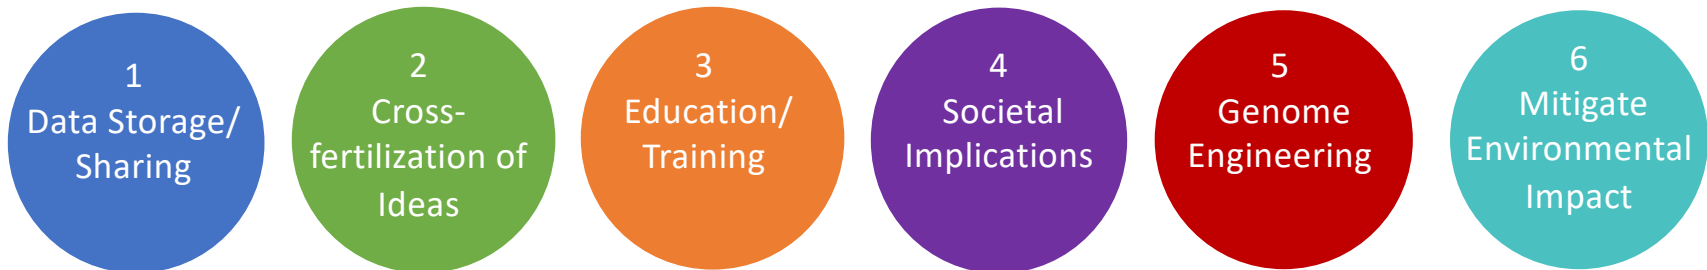 1
Data Storage/
Sharing
2
Cross-
fertilization of
Ideas
3
Education/
Training
4
Societal
Implications
5
Genome
Engineering
6
Mitigate
Environmental
Impact